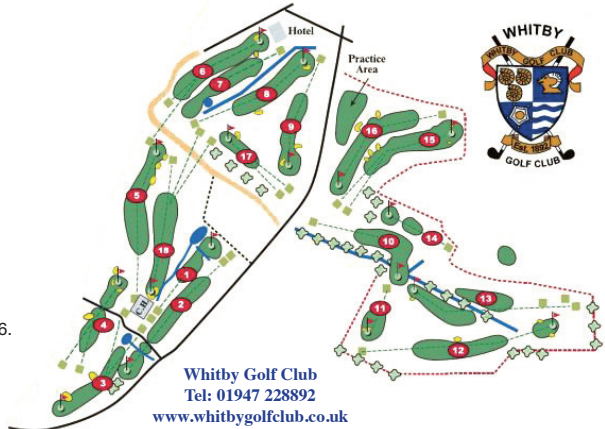 WHITBY
WHITBY GOLF CLUB
Est. 1892
GOLF CLUB
Hotel
Practice
Area
6
7
8
9
16
15
17
5
18
10
14
1
2
C.H.
11
13
4
12
3
6.
Whitby Golf Club
Tel: 01947 228892
www.whitbygolfclub.co.uk